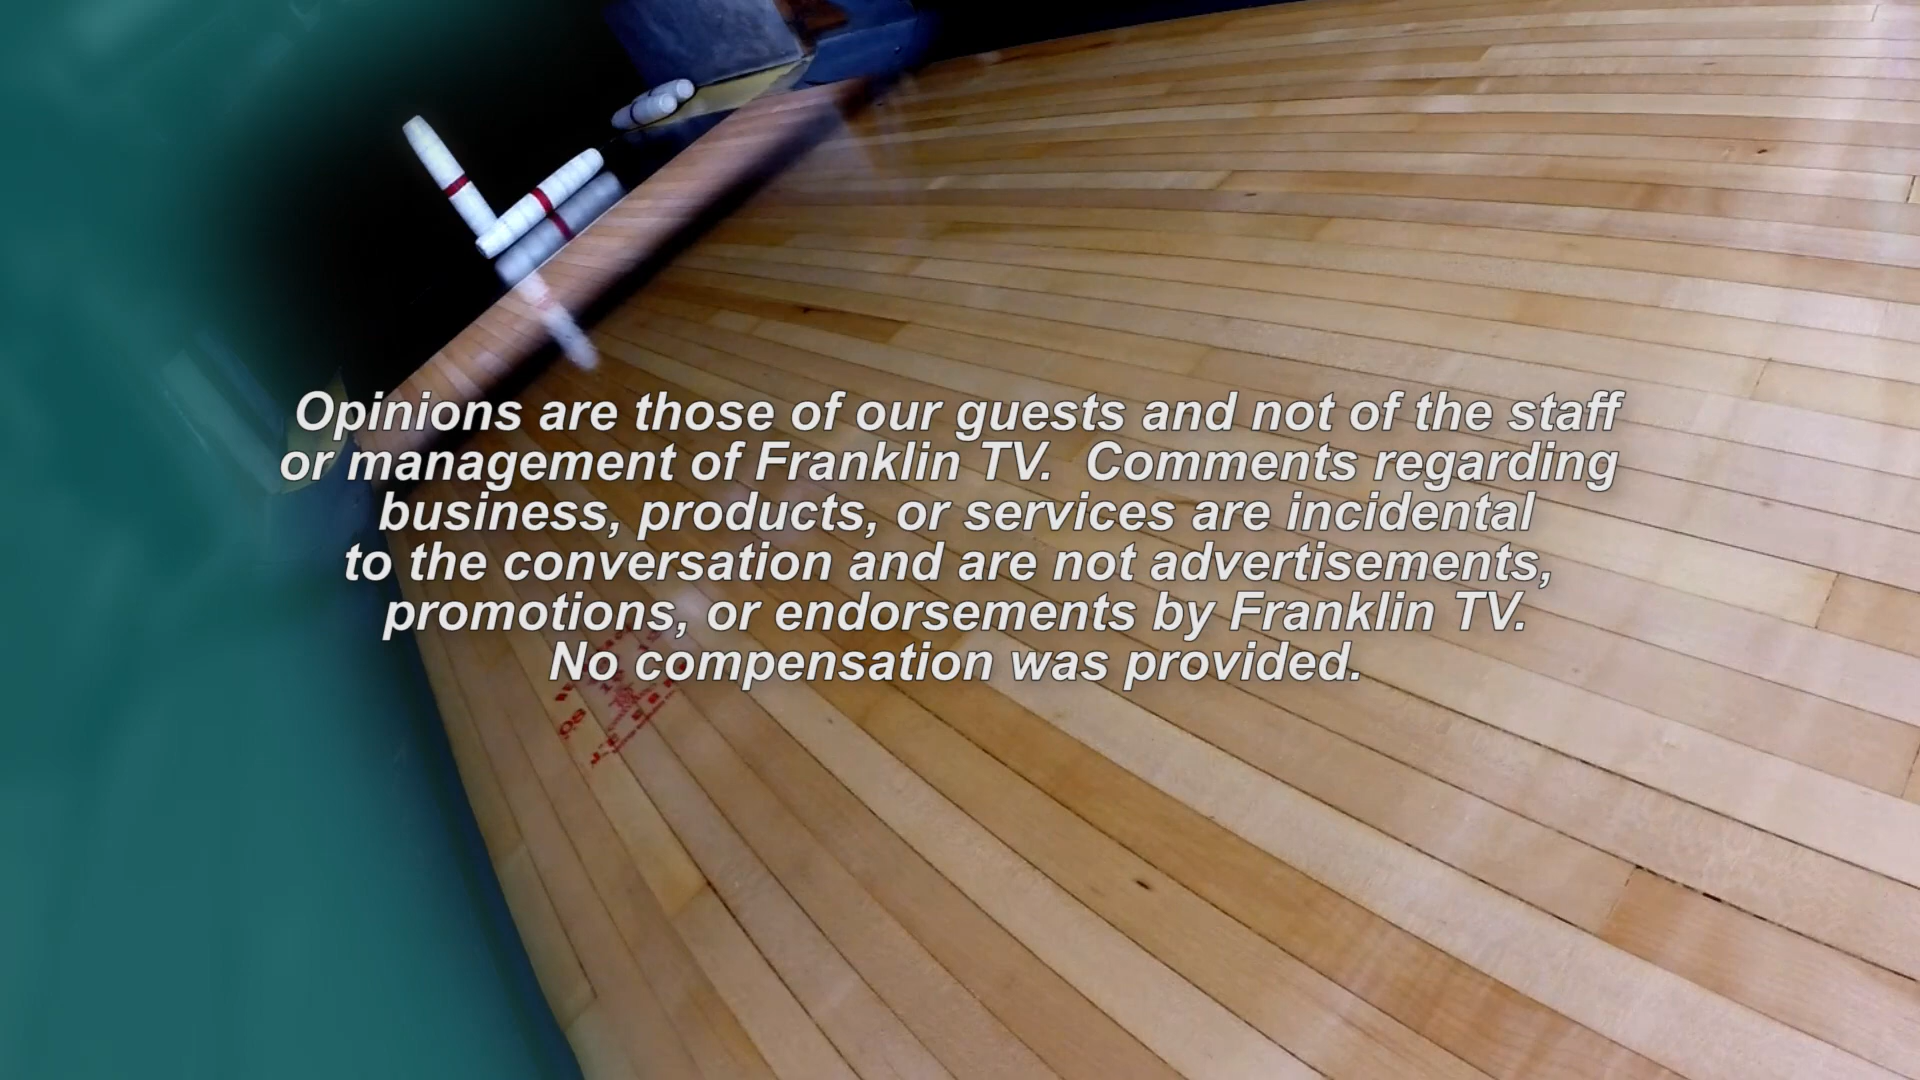 Opinions are those of our guests and not of the staff
or management of Franklin TV.  Comments regarding
business, products, or services are incidental
to the conversation and are not advertisements,
promotions, or endorsements by Franklin TV.
No compensation was provided.